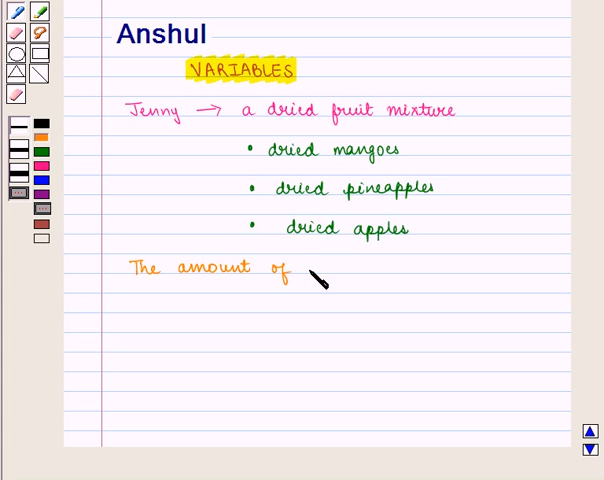 Anshul
VARIABLES
Jenny → a dried fruit mixture
• dried mangoes
• dried pineapples
• dried apples
The amount of